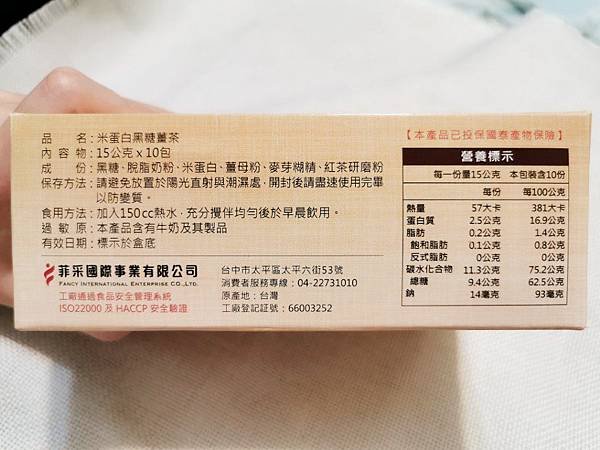 品　　名：米蛋白黑糖薑茶
內 容 物：15公克 x 10包
成　　份：黑糖、脫脂奶粉、米蛋白、薑母粉、麥芽糊精、紅茶研磨粉
保存方法：請避免放置於陽光直射與潮濕處，開封後請盡速使用完畢
以防變質。
食用方法：加入150cc熱水，充分攪伴均勻後於早晨飲用。
過 敏 原：本產品含有牛奶及其製品
有效日期：標示於盒底
菲采國際事業有限公司
FANCY INTERNATIONAL ENTERPRISE CO.,LTD.
工廠通過食品安全管理系統
ISO22000 及 HACCP 安全驗證
台中市太平區太平六街53號
消費者服務專線：04-22731010
原產地：台灣
工廠登記證號：66003252
【本產品已投保國泰產物保險】
營養標示
每一份量15公克　本包裝含10份
每份　每100公克
熱量　57大卡　381大卡
蛋白質　2.5公克　16.9公克
脂肪　0.2公克　1.4公克
飽和脂肪　0.1公克　0.8公克
反式脂肪　0公克　0公克
碳水化合物　11.3公克　75.2公克
總糖　9.4公克　62.5公克
鈉　14毫克　93毫克